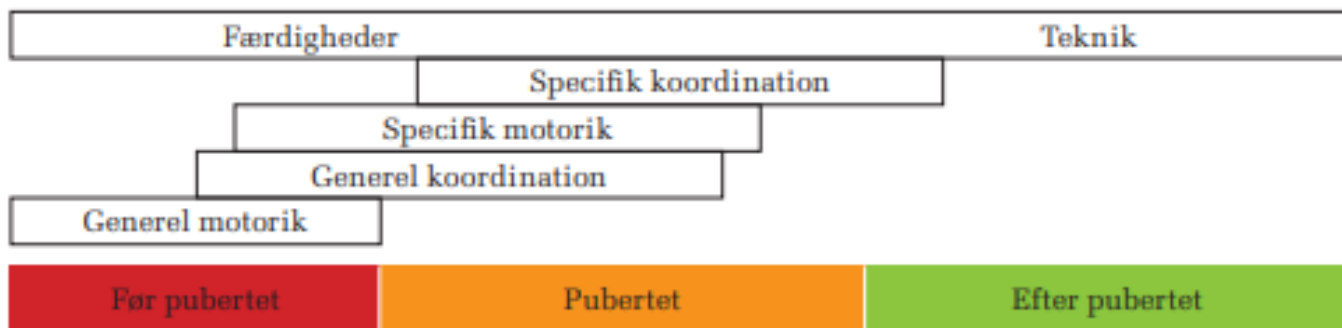 Færdigheder Teknik
Specifik koordination
Specifik motorik
Generel koordination
Generel motorik
Før pubertet Pubertet Efter pubertet